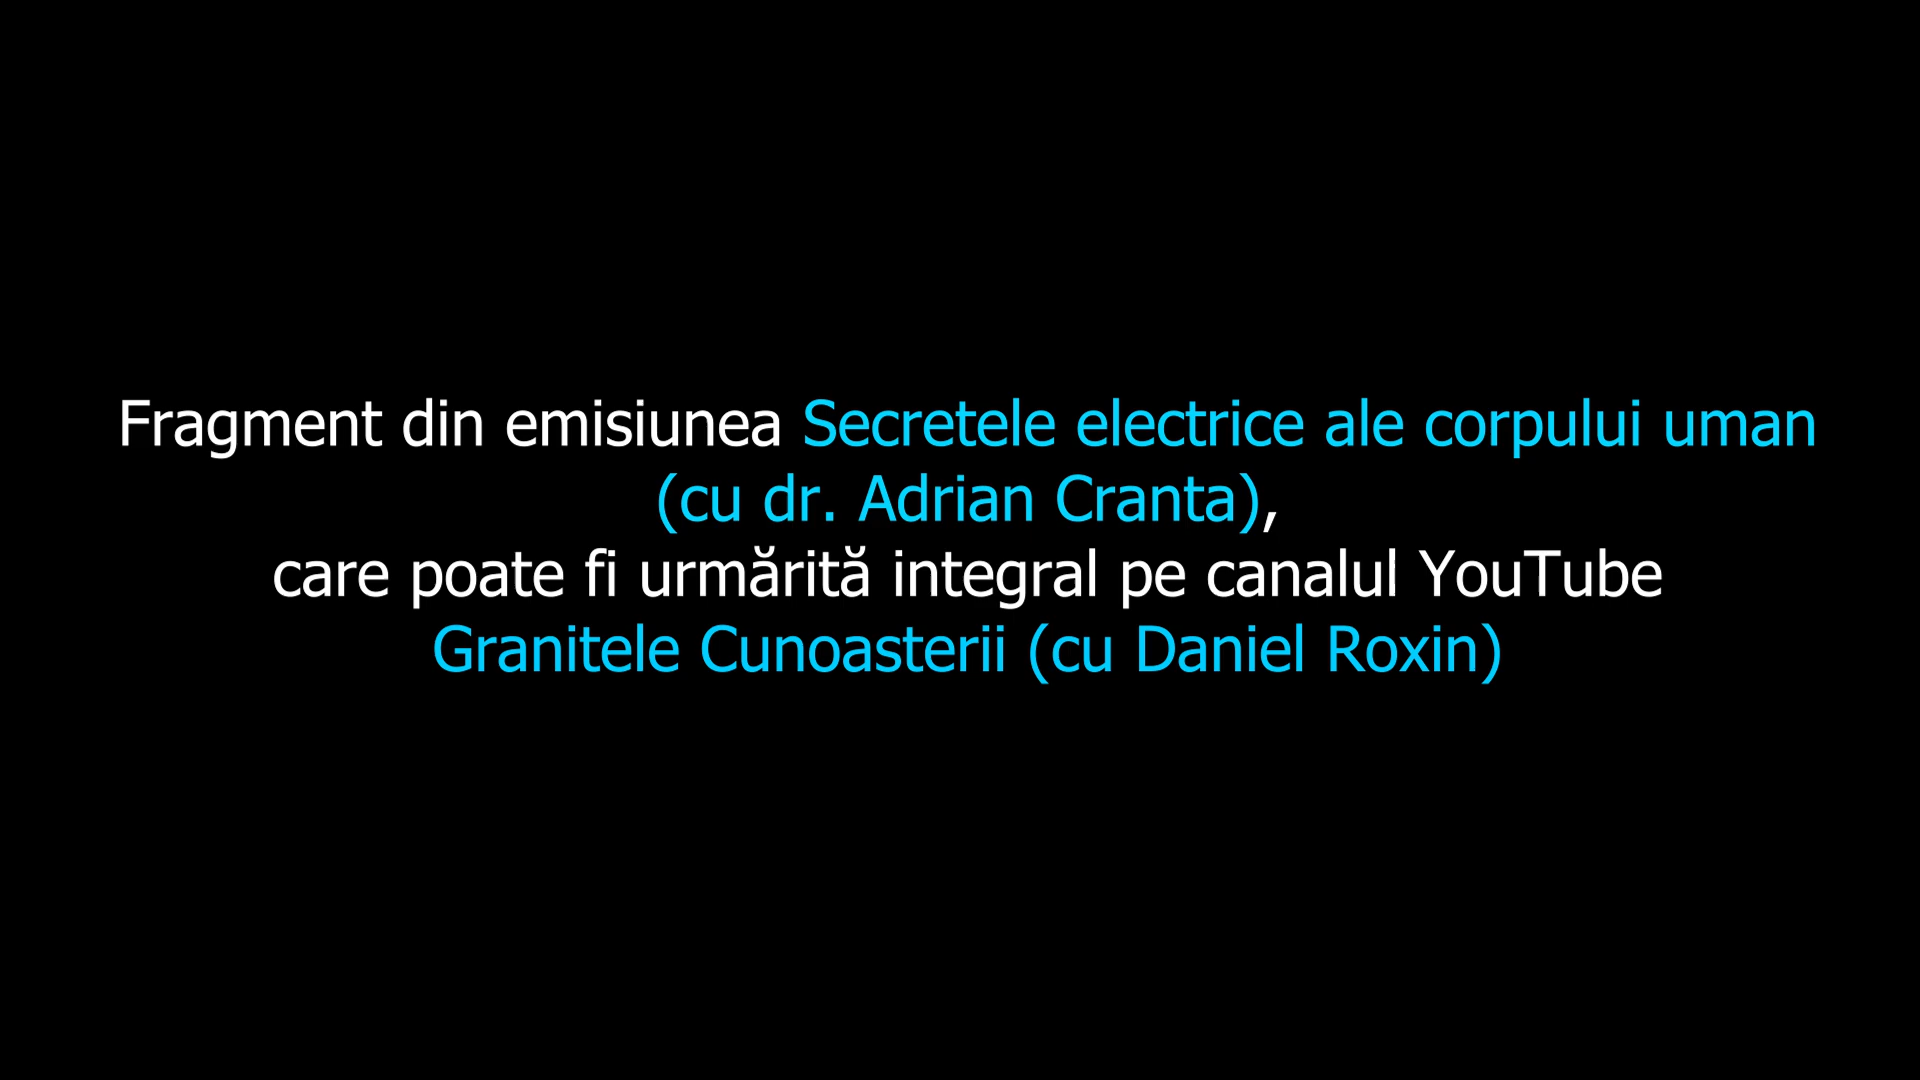 Fragment din emisiunea Secretele electrice ale corpului uman
(cu dr. Adrian Cranta),
care poate fi urmărită integral pe canalul YouTube
Granitele Cunoasterii (cu Daniel Roxin)